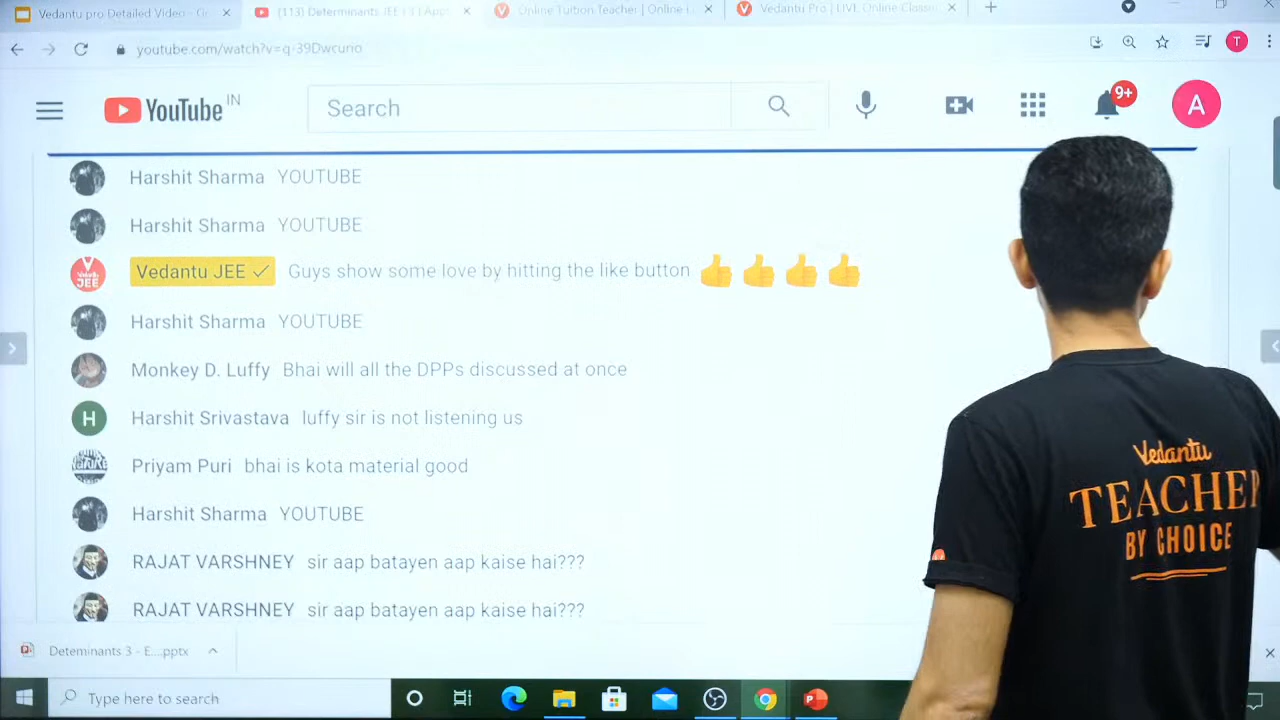 pro Detailed Video - Gr
(113) Determinants JEE
Online Tuition Teacher | Online L
Vedantu Pro | LIVE Online Classe
youtube.com/watch?v=q-39Dwcurio
T
YouTube IN
Search
9+
A
Harshit Sharma YOUTUBE
Harshit Sharma YOUTUBE
Vedantu JEE
Vedantu JEE Guys show some love by hitting the like button
Harshit Sharma YOUTUBE
Monkey D. Luffy Bhai will all the DPPs discussed at once
H
Harshit Srivastava luffy sir is not listening us
Priyam Puri bhai is kota material good
Harshit Sharma YOUTUBE
RAJAT VARSHNEY sir aap batayen aap kaise hai???
RAJAT VARSHNEY sir aap batayen aap kaise hai???
Vedantu
TEACHER
BY CHOICE
Deteminants 3 - E....pptx
Type here to search